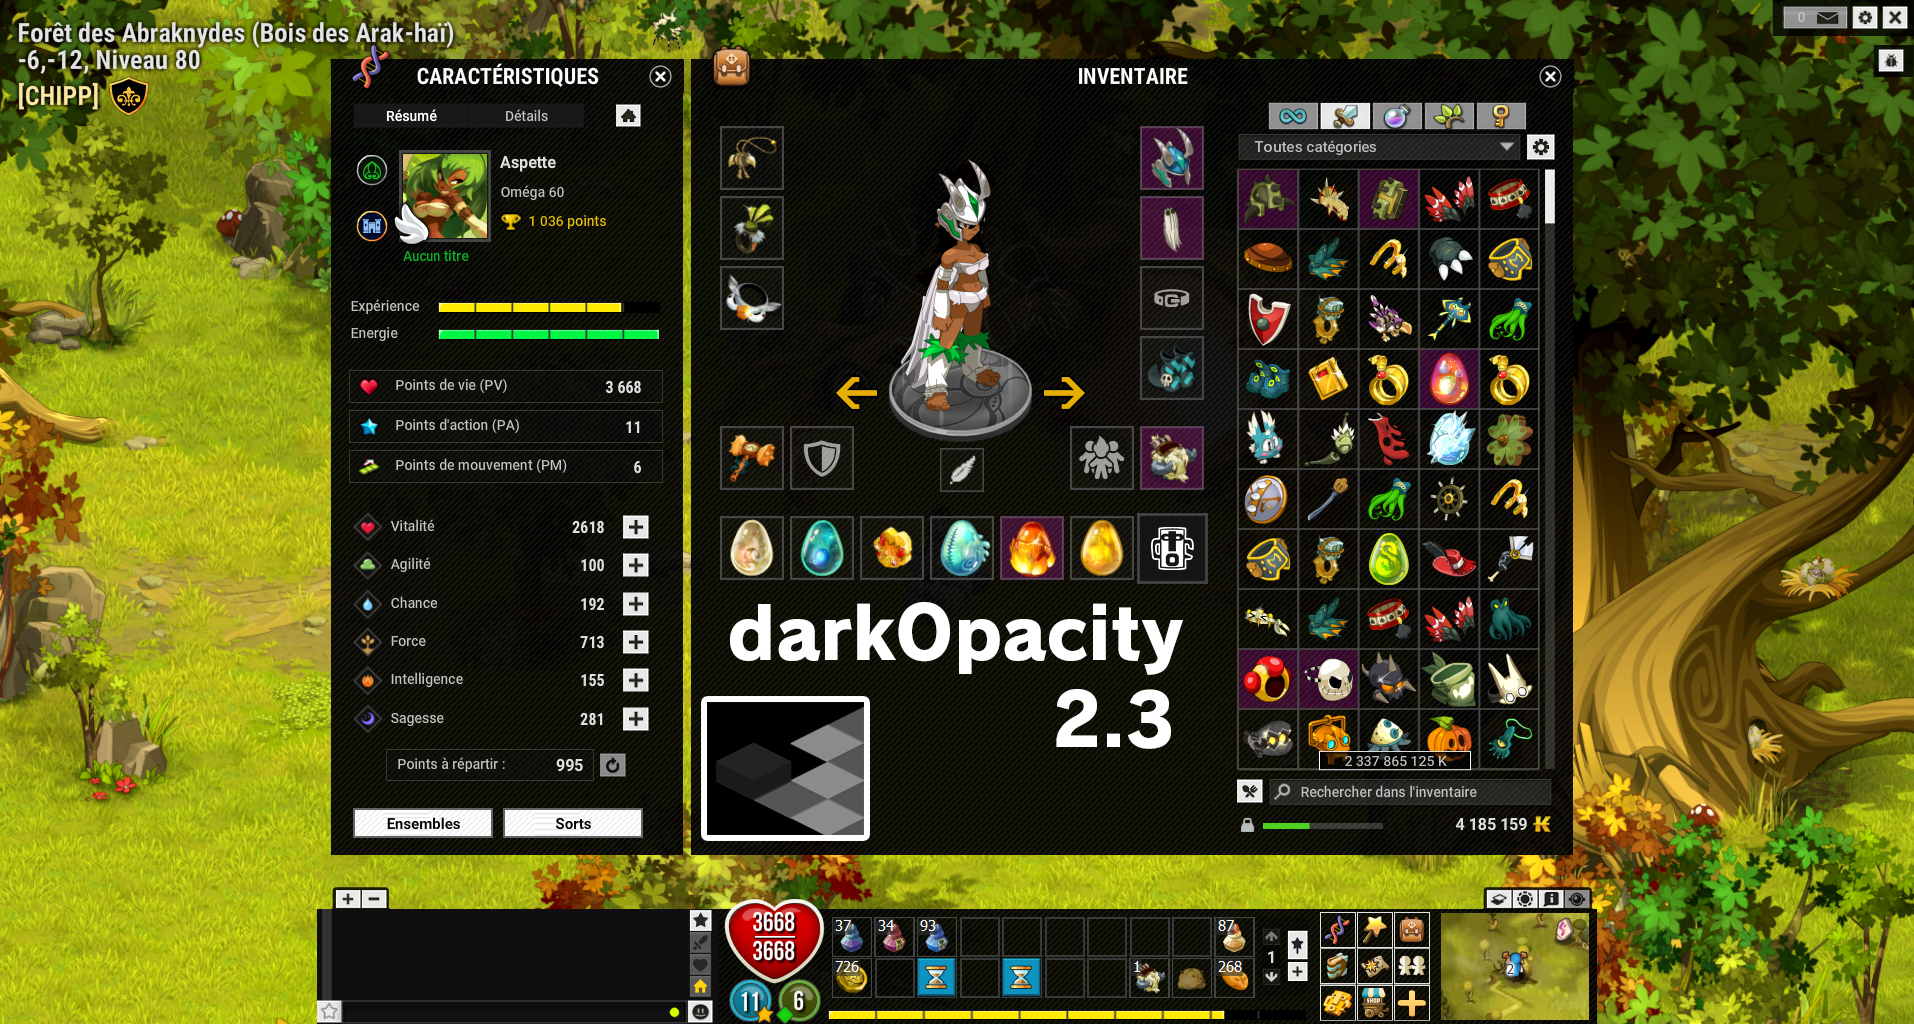 Forêt des Abraknydes (Bois des Arak-haï)
-6,-12, Niveau 80
[CHIPP]
0
CARACTÉRISTIQUES
Résumé
Détails
Aspette
Oméga 60
1 036 points
Aucun titre
Expérience
Energie
Points de vie (PV) 3 668
Points d'action (PA) 11
Points de mouvement (PM) 6
Vitalité 2618
Agilité 100
Chance 192
Force 713
Intelligence 155
Sagesse 281
Points à répartir : 995
Ensembles
Sorts
INVENTAIRE
darkOpacity
2.3
Toutes catégories
2 337 865 125 K
Rechercher dans l'inventaire
4 185 159
3668
3668
11
6
37
34
93
87
726
1
268
1
SHOP
2